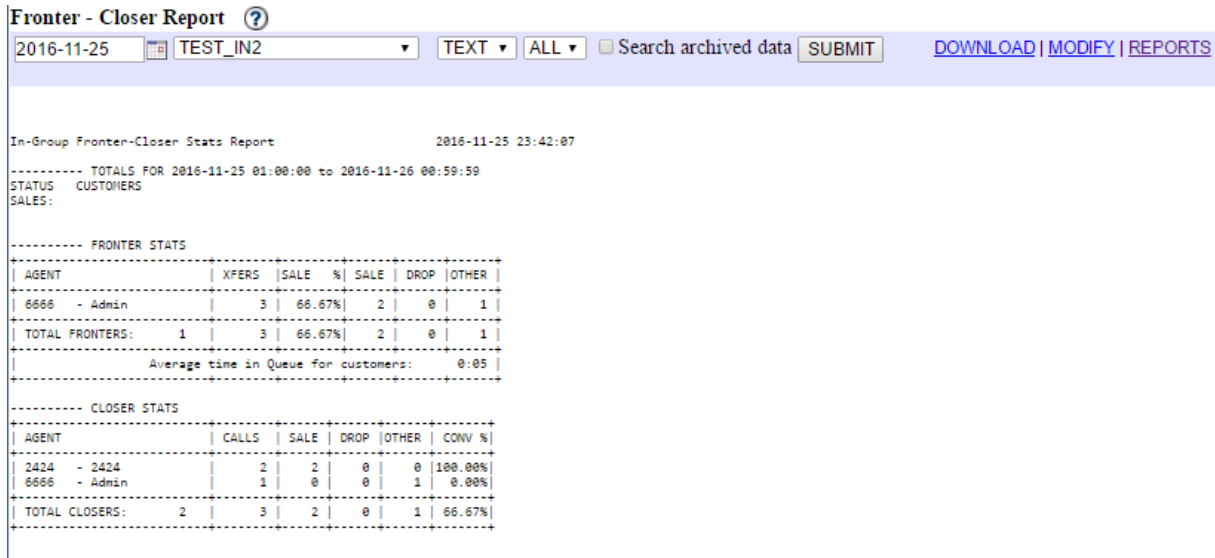 Fronter - Closer Report ?
2016-11-25 TEST_IN2 TEXT ALL Search archived data SUBMIT DOWNLOAD | MODIFY | REPORTS
In-Group Fronter-Closer Stats Report                      2016-11-25 23:42:07
---------- TOTALS FOR 2016-11-25 01:00:00 to 2016-11-26 00:59:59
STATUS   CUSTOMERS
SALES:
---------- FRONTER STATS
+--------------------------+--------+--------+------+------+------+
| AGENT                    | XFERS  |SALE   %| SALE | DROP |OTHER |
+--------------------------+--------+--------+------+------+------+
| 6666   - Admin           |      3 |  66.67%|    2 |    0 |    1 |
+--------------------------+--------+--------+------+------+------+
| TOTAL FRONTERS:      1   |      3 |  66.67%|    2 |    0 |    1 |
+--------------------------+--------+--------+------+------+------+
|                 Average time in Queue for customers:      0:05 |
+--------------------------+--------+--------+------+------+------+
---------- CLOSER STATS
+--------------------------+--------+------+------+------+--------+
| AGENT                    | CALLS  | SALE | DROP |OTHER | CONV %|
+--------------------------+--------+------+------+------+--------+
| 2424   - 2424            |      2 |    2 |    0 |    0 |100.00%|
| 6666   - Admin           |      1 |    0 |    0 |    1 |  0.00%|
+--------------------------+--------+------+------+------+--------+
| TOTAL CLOSERS:       2   |      3 |    2 |    0 |    1 | 66.67%|
+--------------------------+--------+------+------+------+--------+